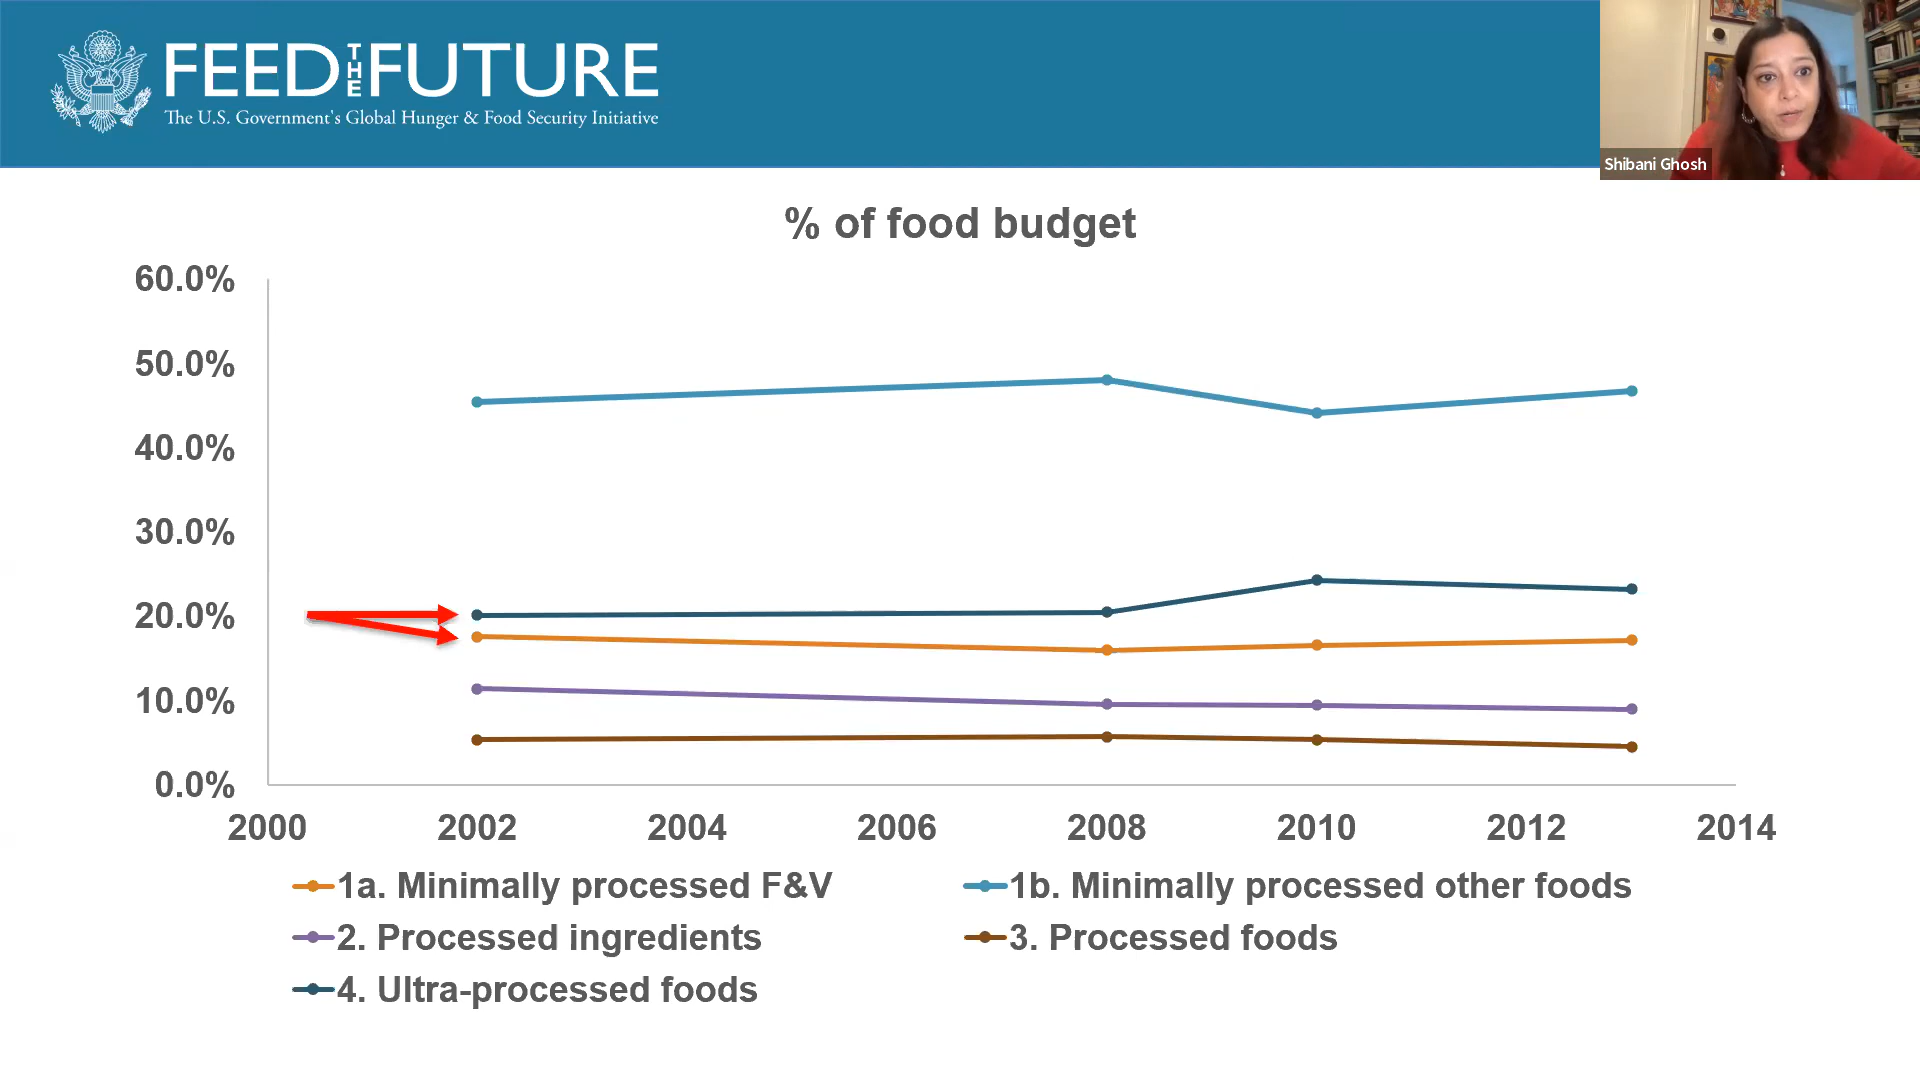 FEED THE FUTURE
The U.S. Government's Global Hunger & Food Security Initiative
Shibani Ghosh
% of food budget
60.0%
50.0%
40.0%
30.0%
20.0%
10.0%
0.0%
2000 2002 2004 2006 2008 2010 2012 2014
1a. Minimally processed F&V 1b. Minimally processed other foods
2. Processed ingredients 3. Processed foods
4. Ultra-processed foods